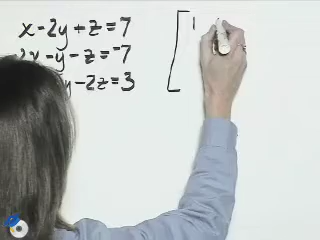 x - 2y + z = 7 [ 1
- y - z = -7
y - 2z = 3